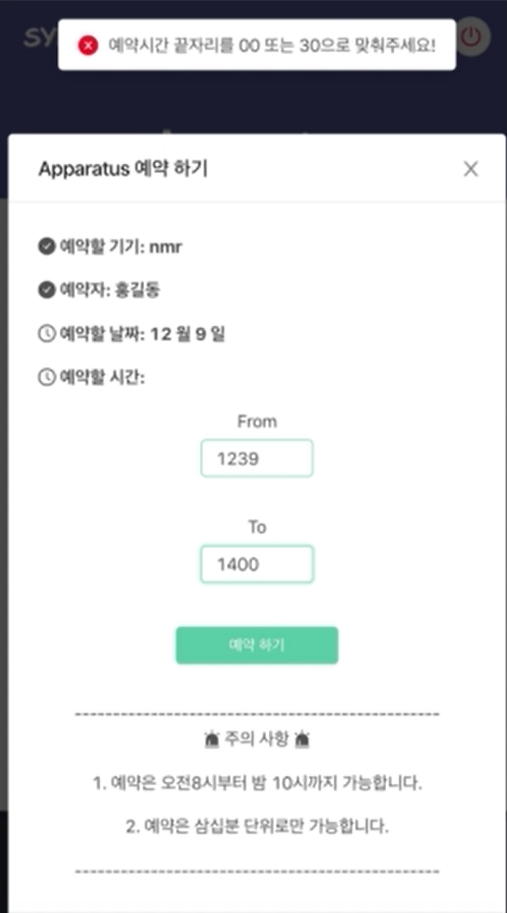 SY
예약시간 끝자리를 00 또는 30으로 맞춰주세요!
Apparatus 예약 하기
예약할 기기: nmr
예약자: 홍길동
예약할 날짜: 12 월 9 일
예약할 시간:
From
1239
To
1400
예약 하기
주의 사항
1. 예약은 오전8시부터 밤 10시까지 가능합니다.
2. 예약은 삼십분 단위로만 가능합니다.